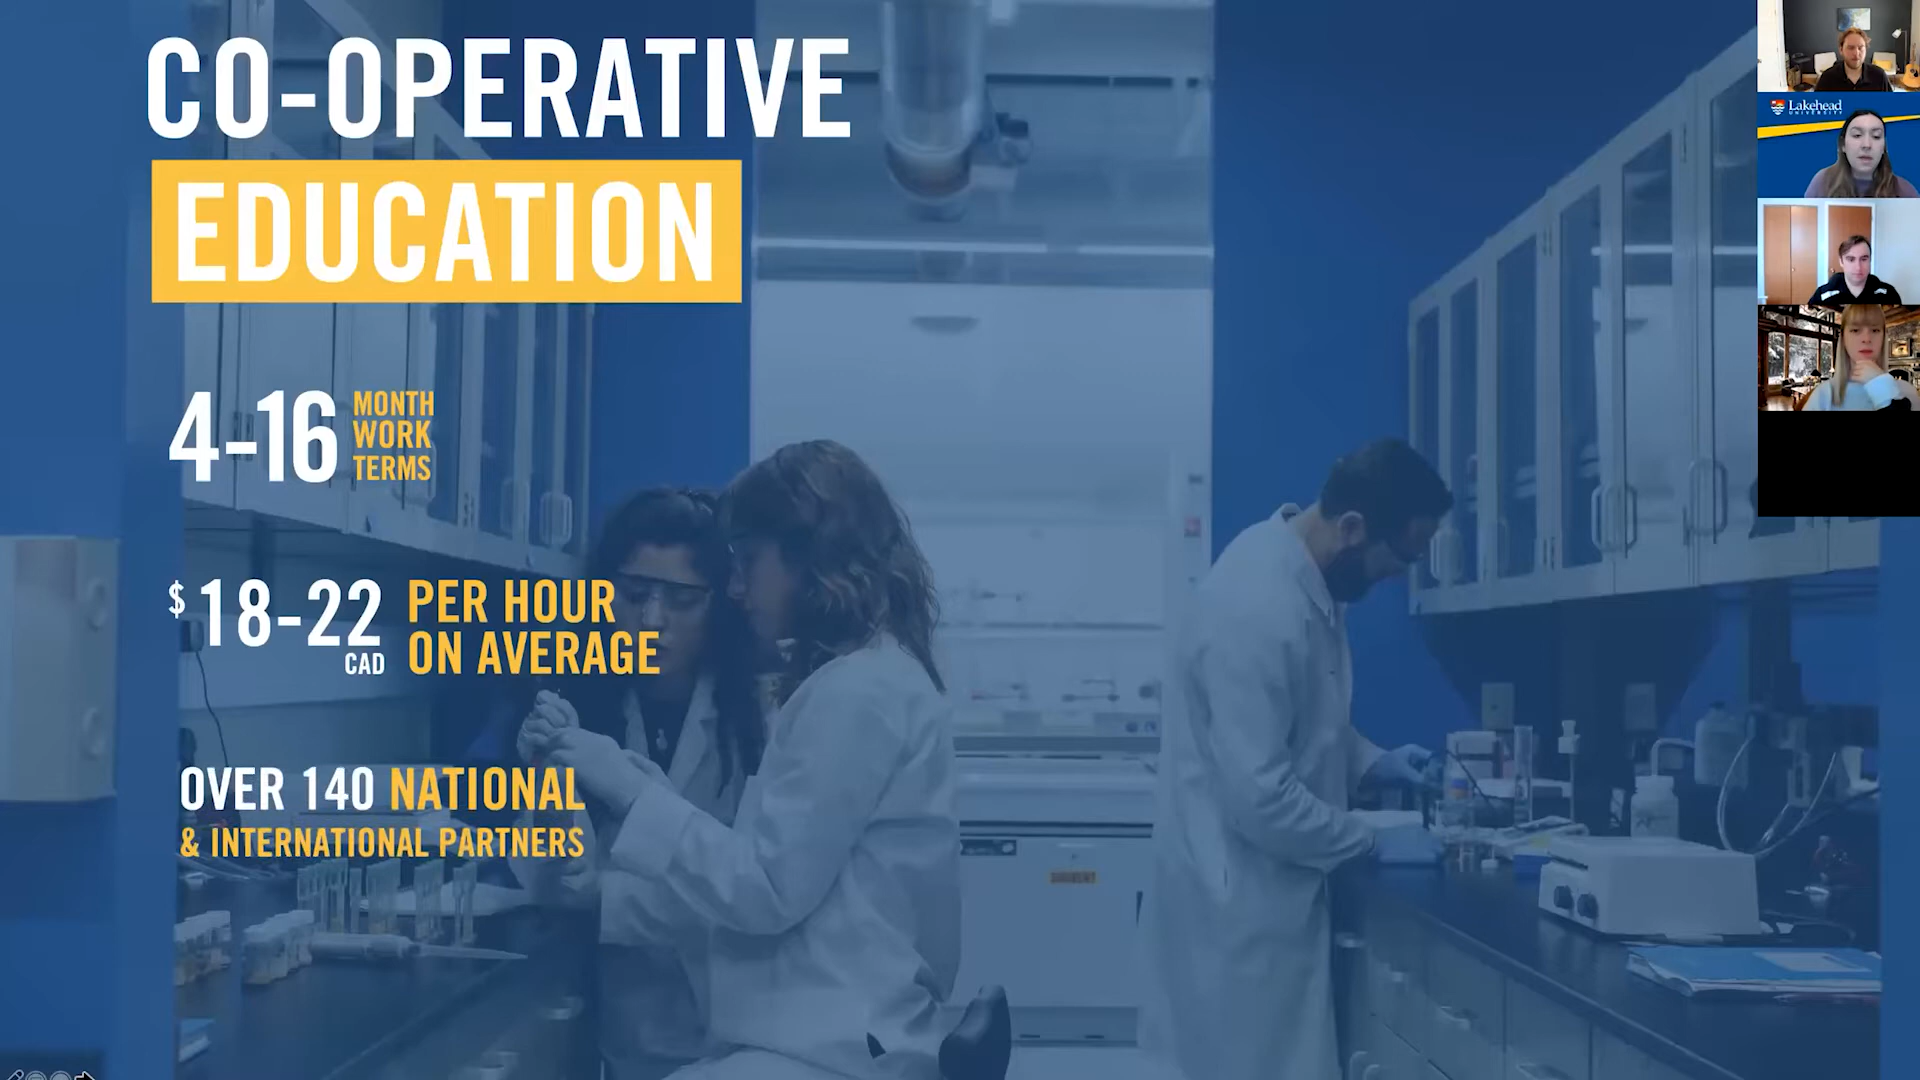 CO-OPERATIVE
EDUCATION
4-16 MONTH
WORK
TERMS
$18-22 PER HOUR
CAD ON AVERAGE
OVER 140 NATIONAL
& INTERNATIONAL PARTNERS
Lakehead
UNIVERSITY